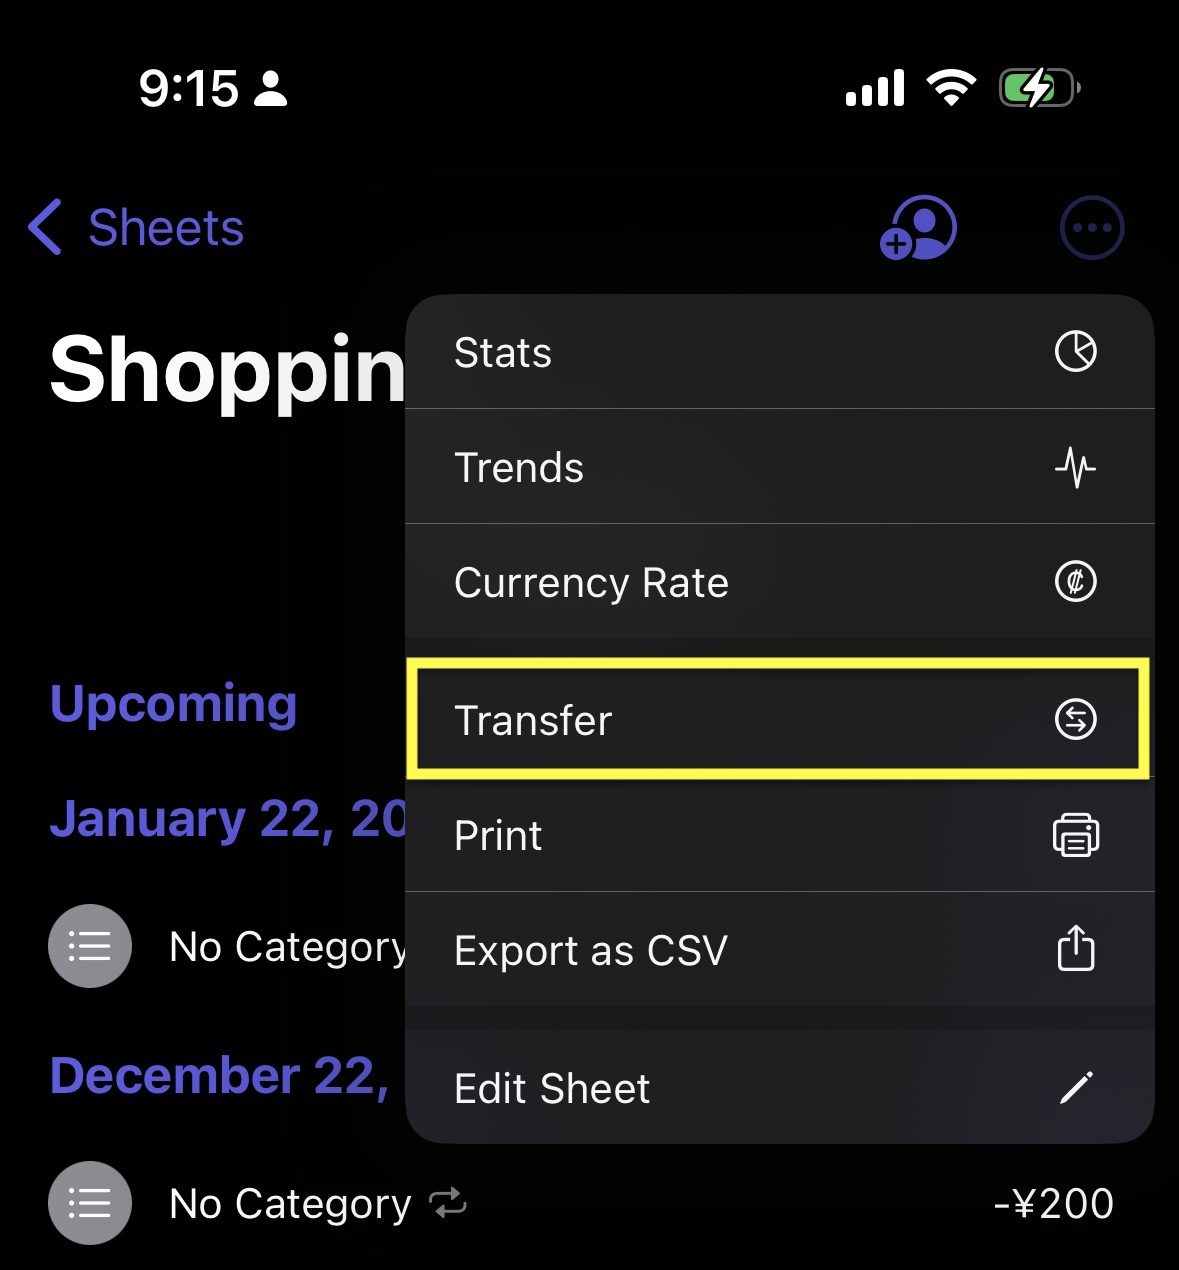 9:15
Sheets
Shoppin
Stats
Trends
Currency Rate
Transfer
Print
Export as CSV
Edit Sheet
Upcoming
January 22, 20
No Category
December 22,
No Category
-¥200